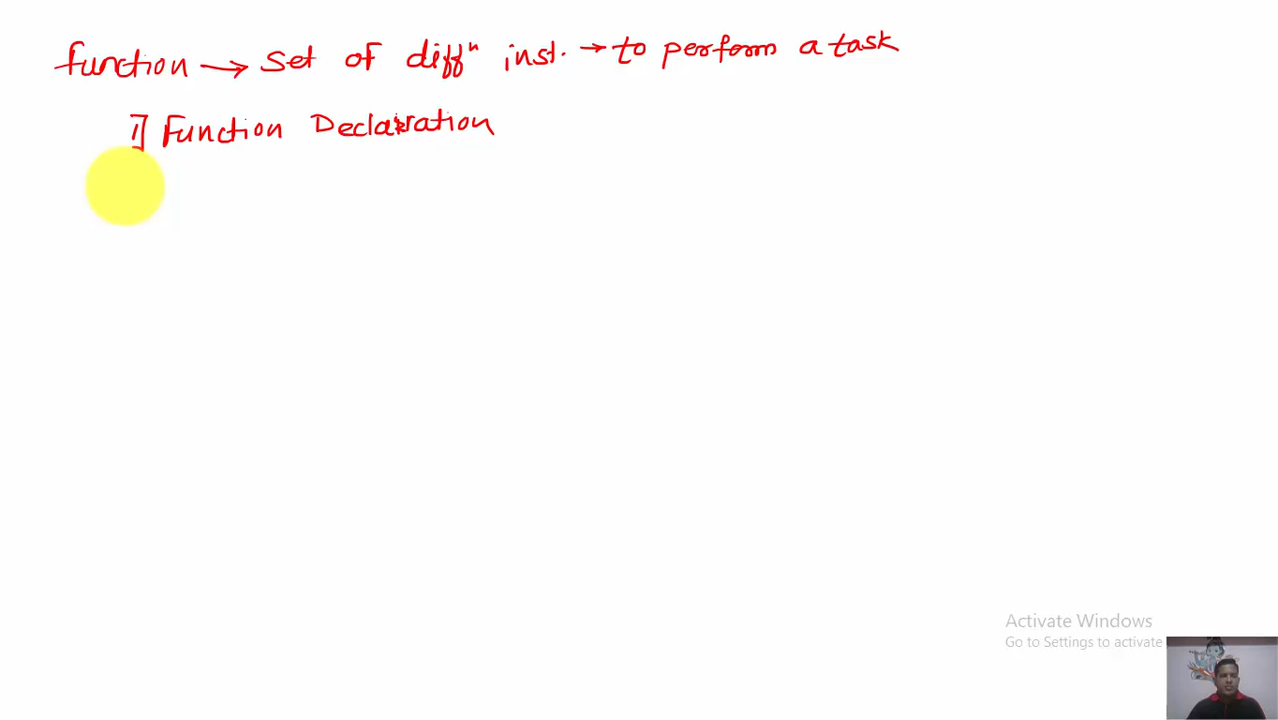 function → set of diffⁿ inst. → to perform a task
1] Function Declaration
Activate Windows
Go to Settings to activate